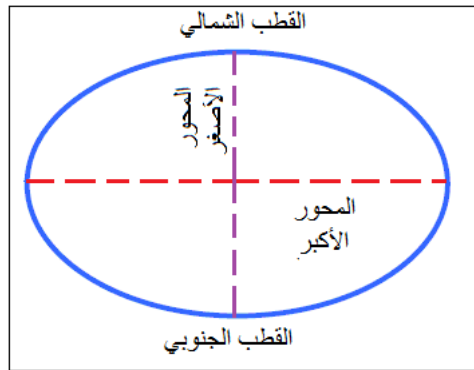 القطب الشمالي
المحور
الأصغر
المحور
الأكبر
القطب الجنوبي